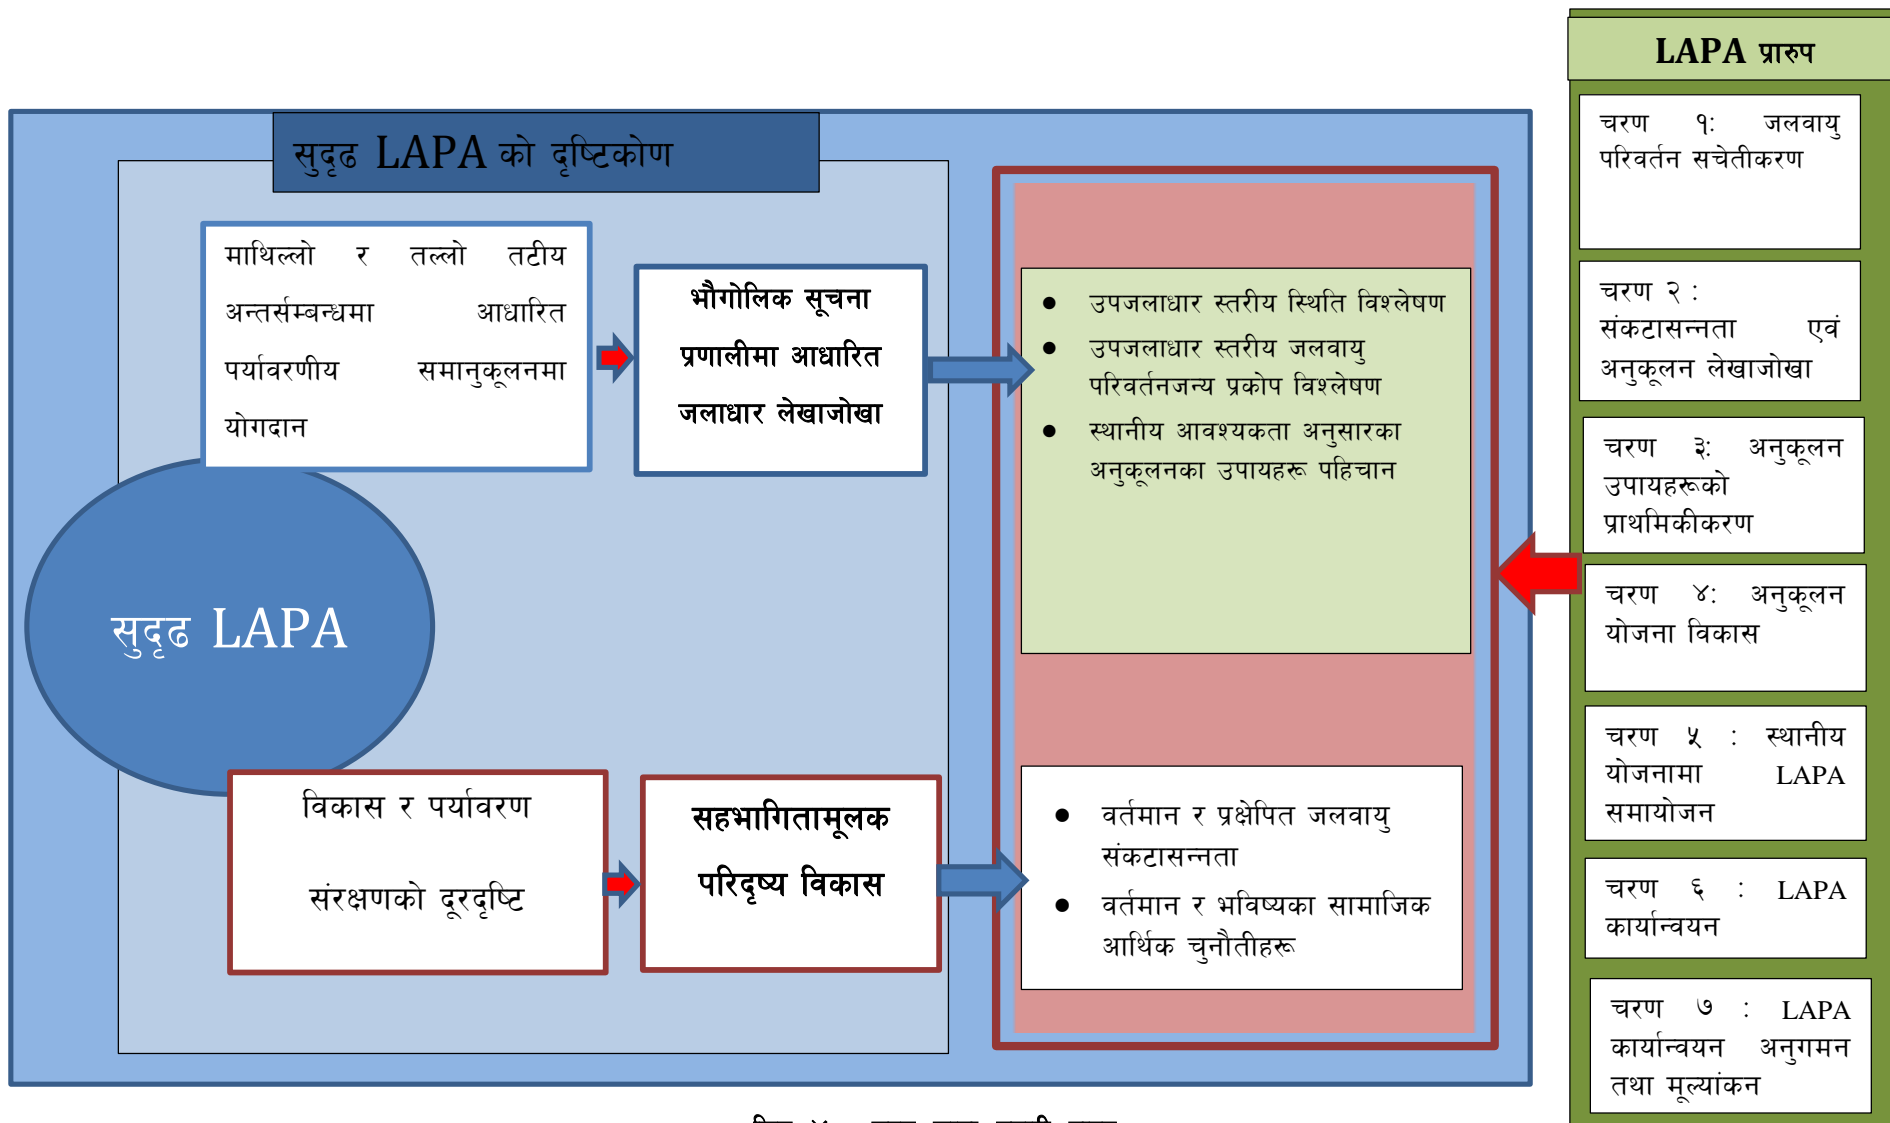 LAPA प्रारुप
सुदृढ LAPA को दृष्टिकोण
माथिल्लो र तल्लो तटीय
अन्तर्सम्बन्धमा आधारित
पर्यावरणीय समानुकूलनमा
योगदान
भौगोलिक सूचना
प्रणालीमा आधारित
जलाधार लेखाजोखा
● उपजलाधार स्तरीय स्थिति विश्लेषण
● उपजलाधार स्तरीय जलवायु
परिवर्तनजन्य प्रकोप विश्लेषण
● स्थानीय आवश्यकता अनुसारका
अनुकूलनका उपायहरू पहिचान
सुदृढ LAPA
विकास र पर्यावरण
संरक्षणको दूरदृष्टि
सहभागितामूलक
परिदृष्य विकास
● वर्तमान र प्रक्षेपित जलवायु
संकटासन्नता
● वर्तमान र भविष्यका सामाजिक
आर्थिक चुनौतीहरू
चरण १: जलवायु
परिवर्तन सचेतीकरण
चरण २ :
संकटासन्नता एवं
अनुकूलन लेखाजोखा
चरण ३: अनुकूलन
उपायहरूको
प्राथमिकीकरण
चरण ४: अनुकूलन
योजना विकास
चरण ५ : स्थानीय
योजनामा LAPA
समायोजन
चरण ६ : LAPA
कार्यान्वयन
चरण ७ : LAPA
कार्यान्वयन अनुगमन
तथा मूल्यांकन